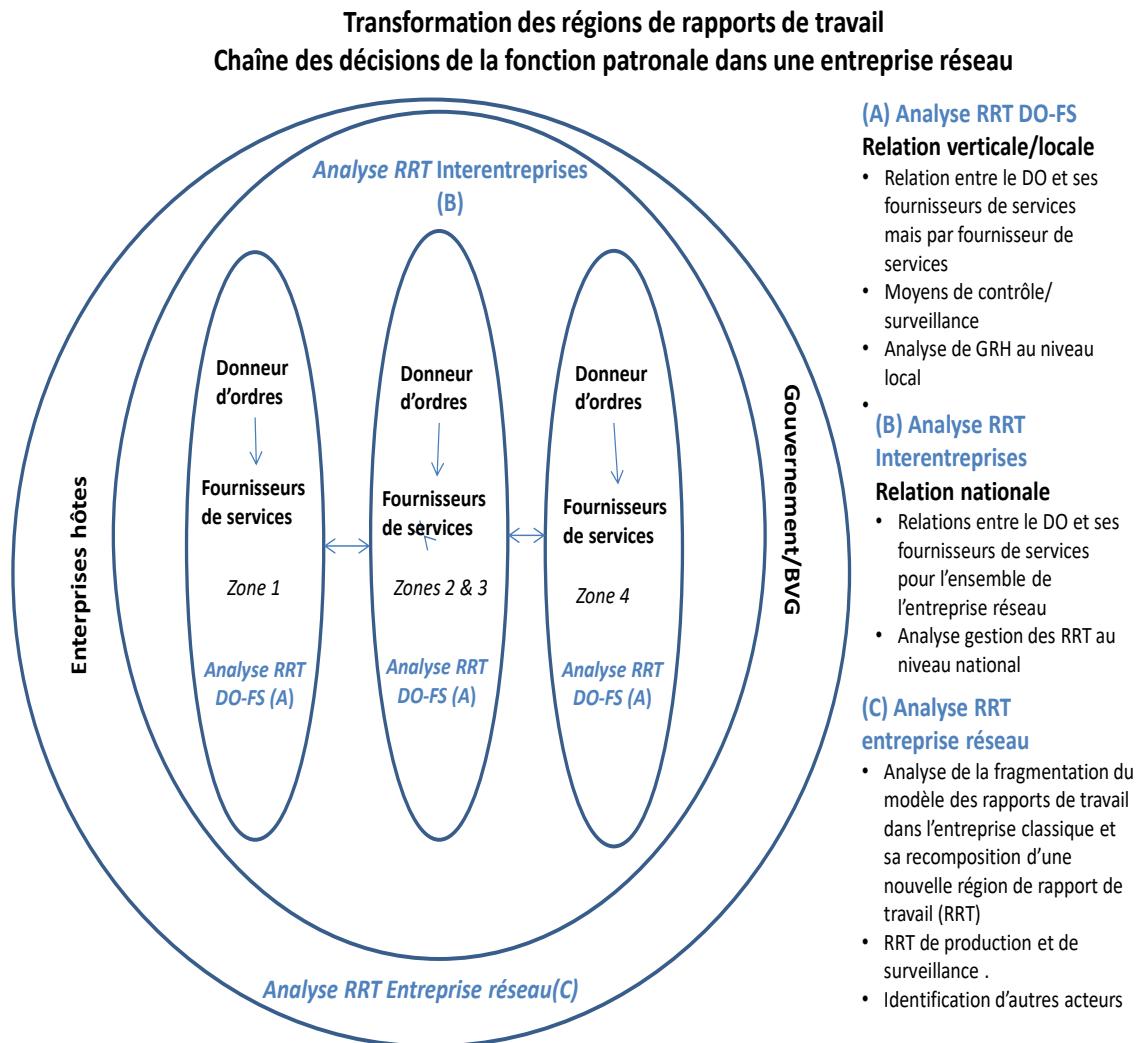 Transformation des régions de rapports de travail
Chaîne des décisions de la fonction patronale dans une entreprise réseau
Analyse RRT Interentreprises
(B)
Enterprises hôtes
Donneur
d'ordres
Fournisseurs
de services
Zone 1
Analyse RRT
DO-FS (A)
Donneur
d'ordres
Fournisseurs
de services
Zones 2 & 3
Analyse RRT
DO-FS (A)
Donneur
d'ordres
Fournisseurs
de services
Zone 4
Analyse RRT
DO-FS (A)
Gouvernement/BVG
Analyse RRT Entreprise réseau(C)
(A) Analyse RRT DO-FS
Relation verticale/locale
• Relation entre le DO et ses
fournisseurs de services
mais par fournisseur de
services
• Moyens de contrôle/
surveillance
• Analyse de GRH au niveau
local
•
(B) Analyse RRT
Interentreprises
Relation nationale
• Relations entre le DO et ses
fournisseurs de services
pour l'ensemble de
l'entreprise réseau
• Analyse gestion des RRT au
niveau national
(C) Analyse RRT
entreprise réseau
• Analyse de la fragmentation du
modèle des rapports de travail
dans l'entreprise classique et
sa recomposition d'une
nouvelle région de rapport de
travail (RRT)
• RRT de production et de
surveillance .
• Identification d'autres acteurs